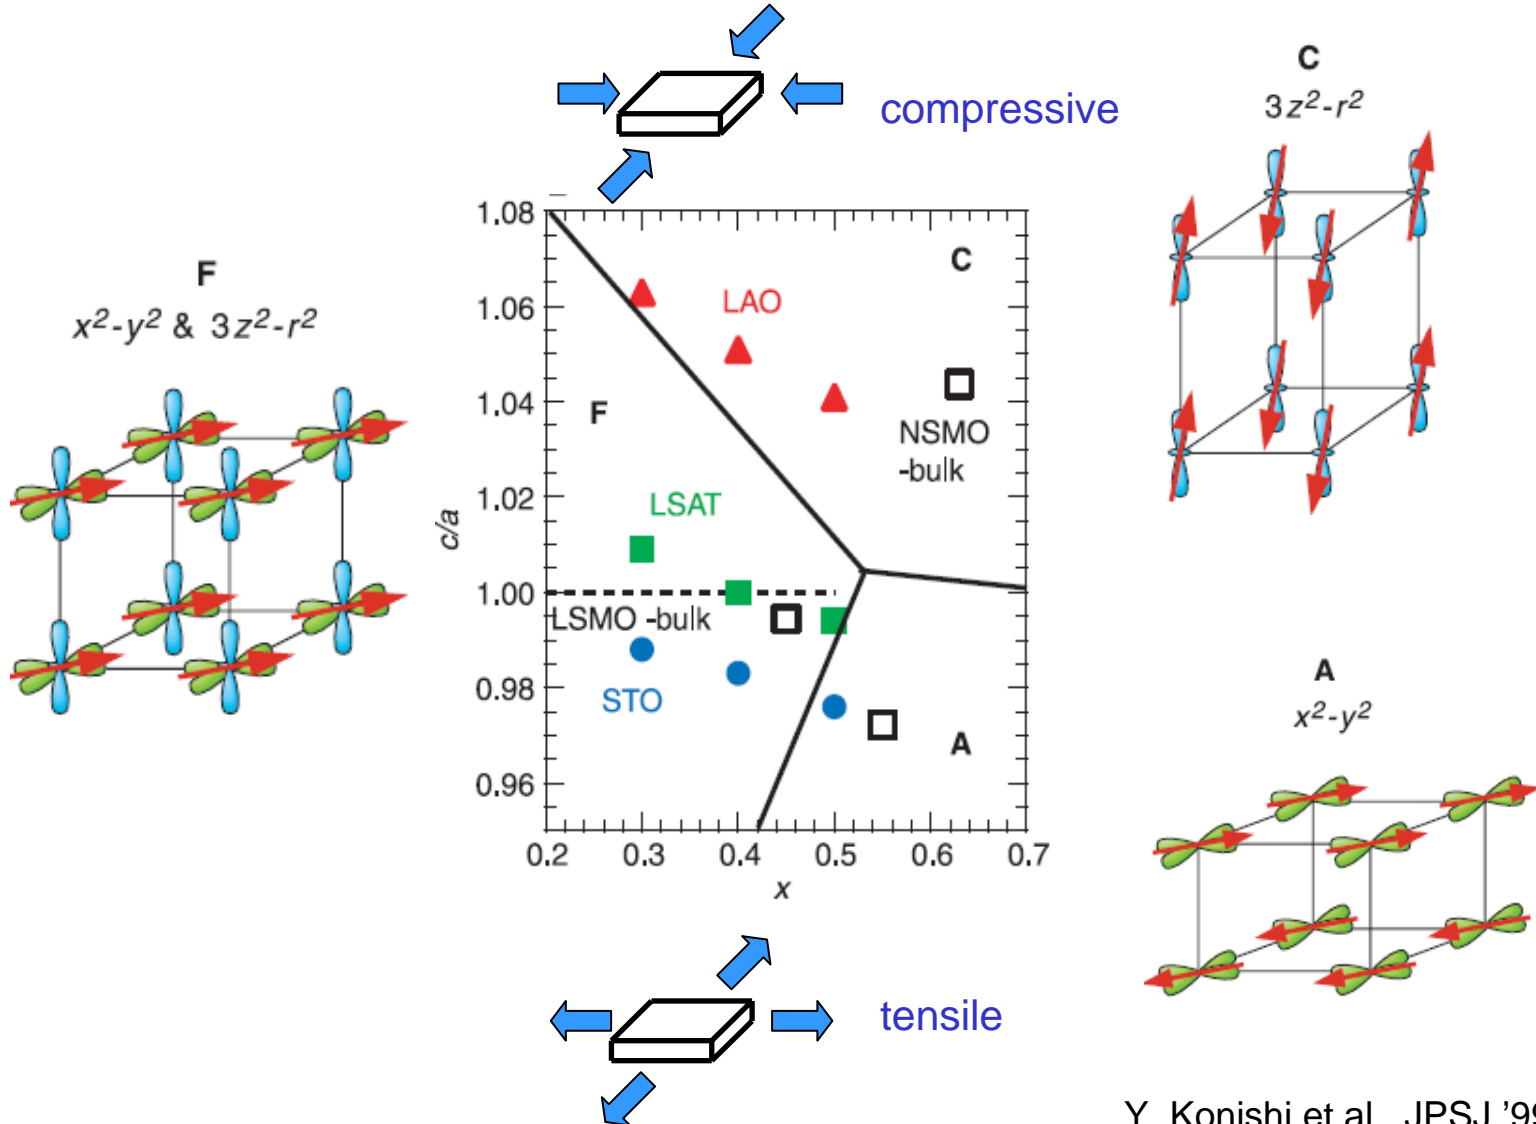 compressive
C
3z²-r²
F
x²-y² & 3z²-r²
1.08
1.06
1.04
1.02
1.00
0.98
0.96
c/a
C
LAO
F
NSMO
-bulk
LSAT
LSMO -bulk
STO
A
0.2 0.3 0.4 0.5 0.6 0.7
x
A
x²-y²
tensile
Y. Konishi et al., JPSJ '99